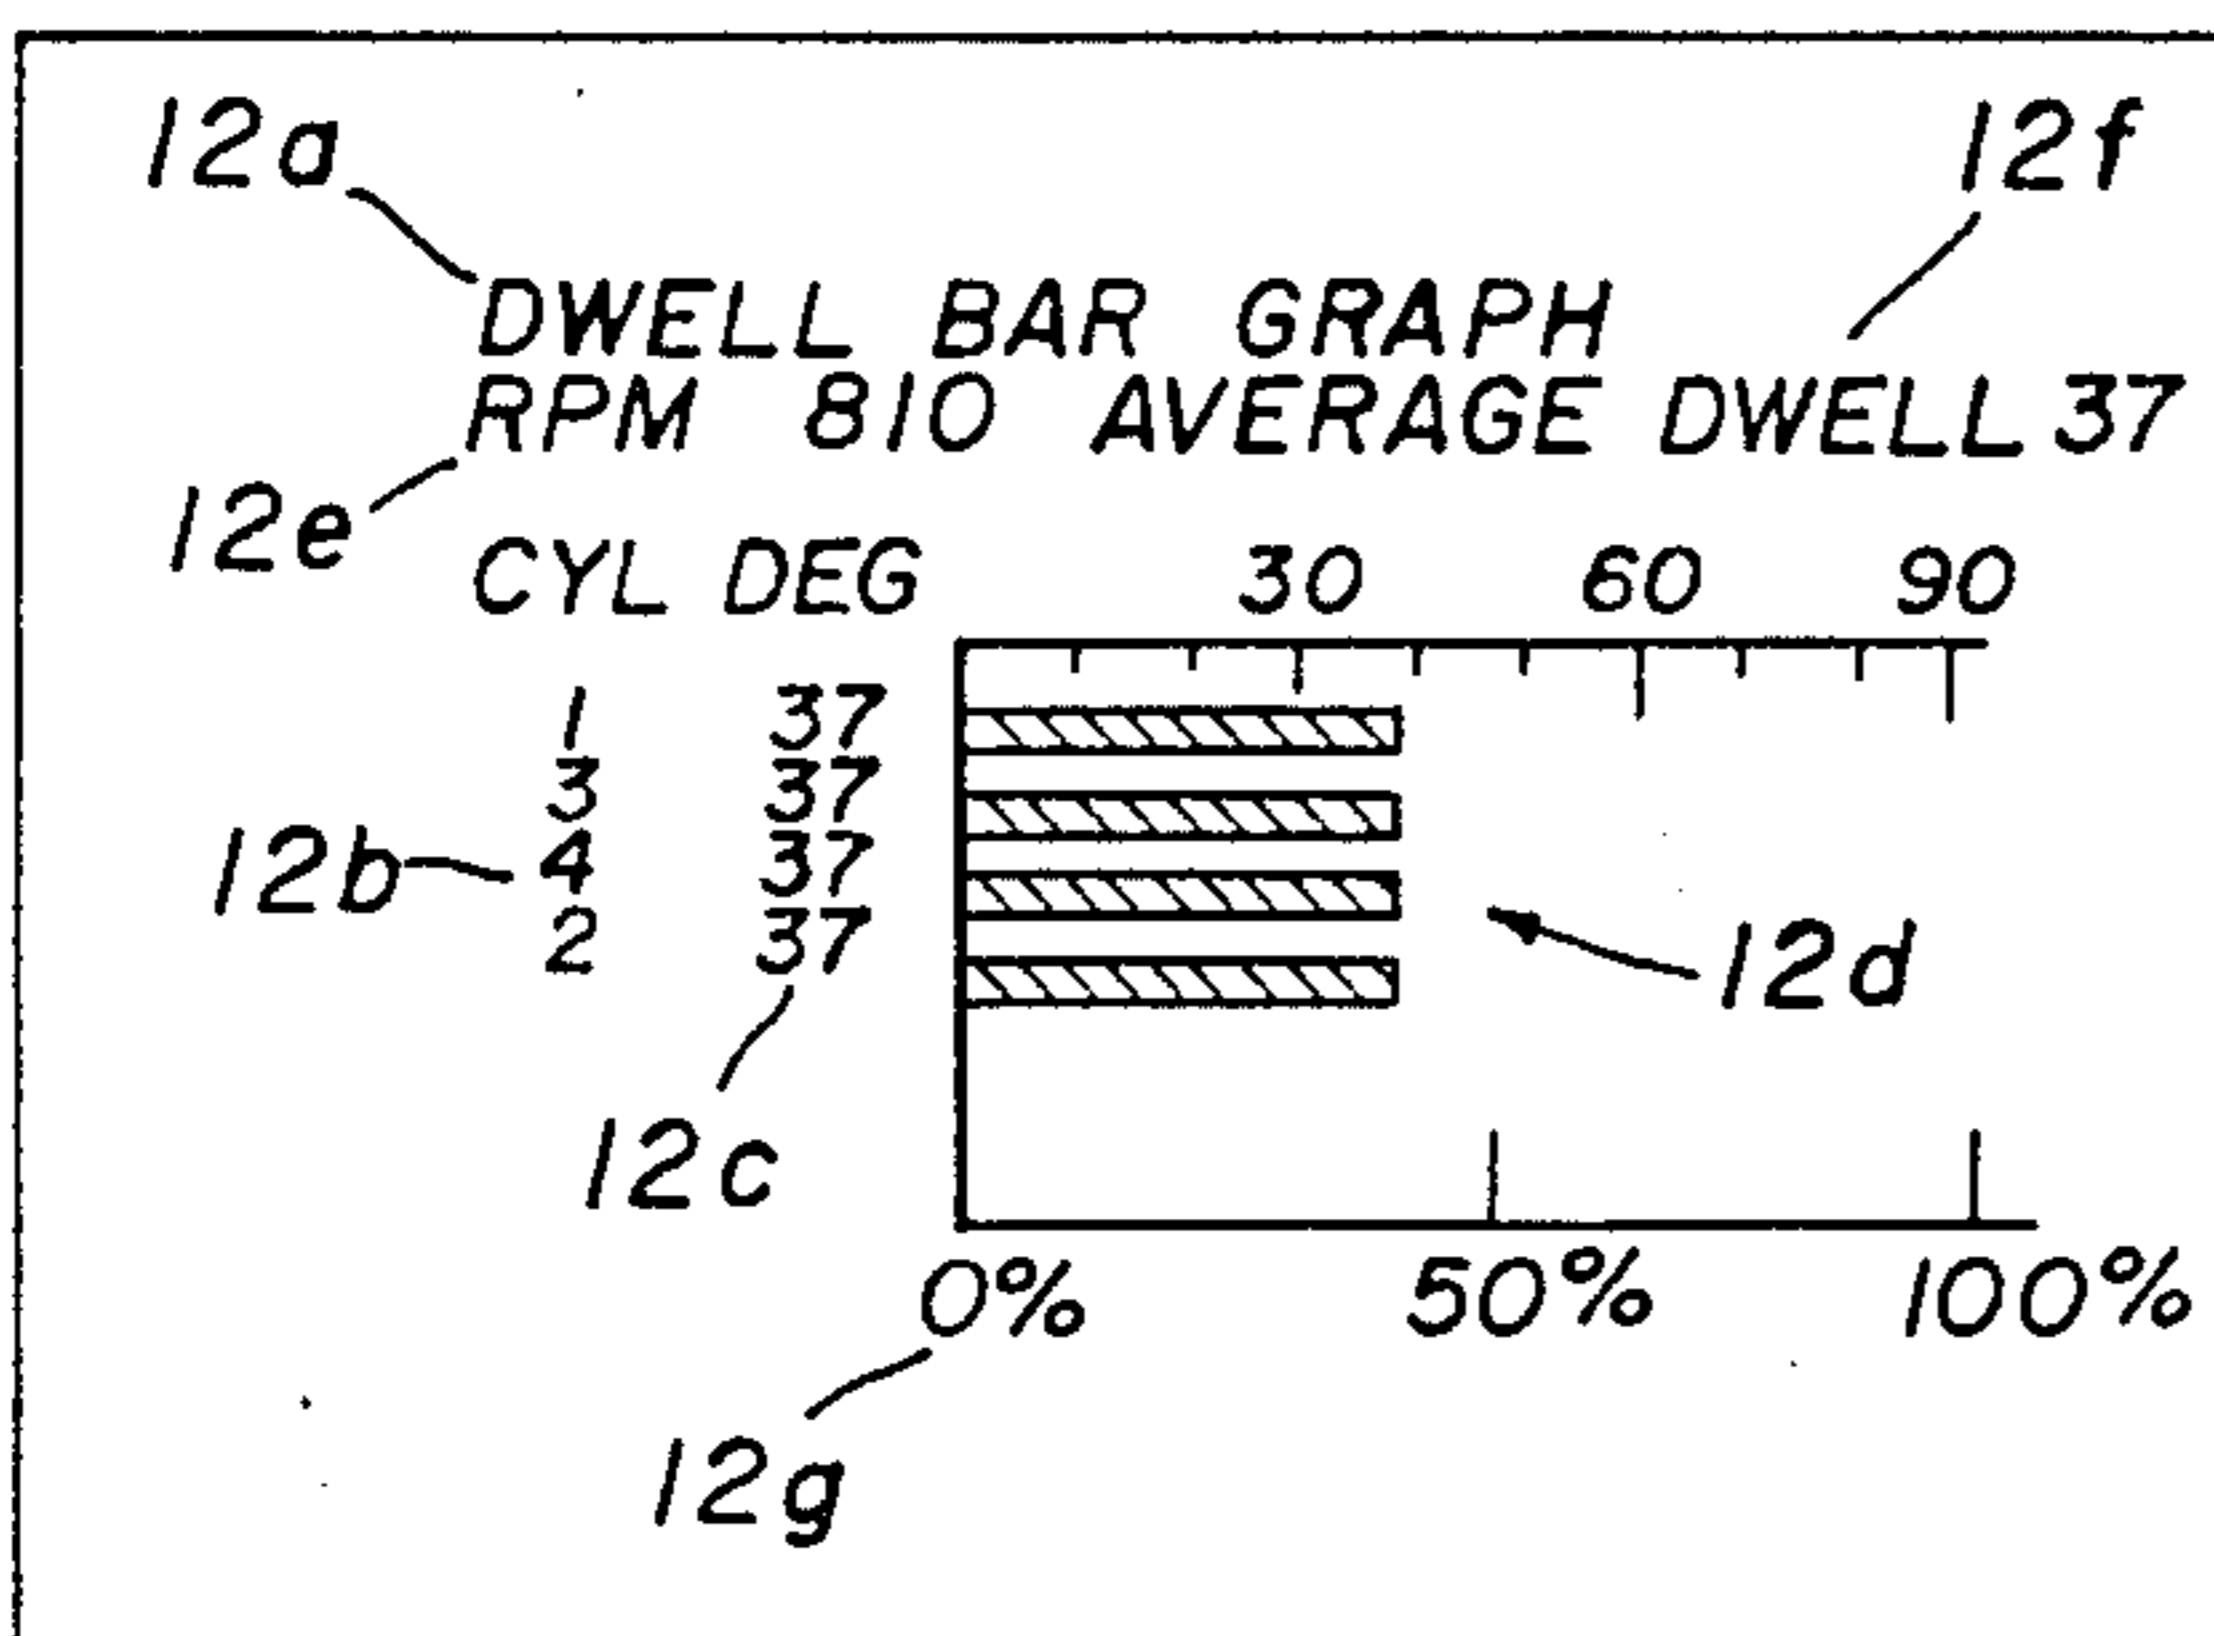 12a 12f
DWELL BAR GRAPH
RPM 810 AVERAGE DWELL 37
12e
CYL DEG 30 60 90
1 37
3 37
12b 4 37
2 37
12d
12c
0% 50% 100%
12g